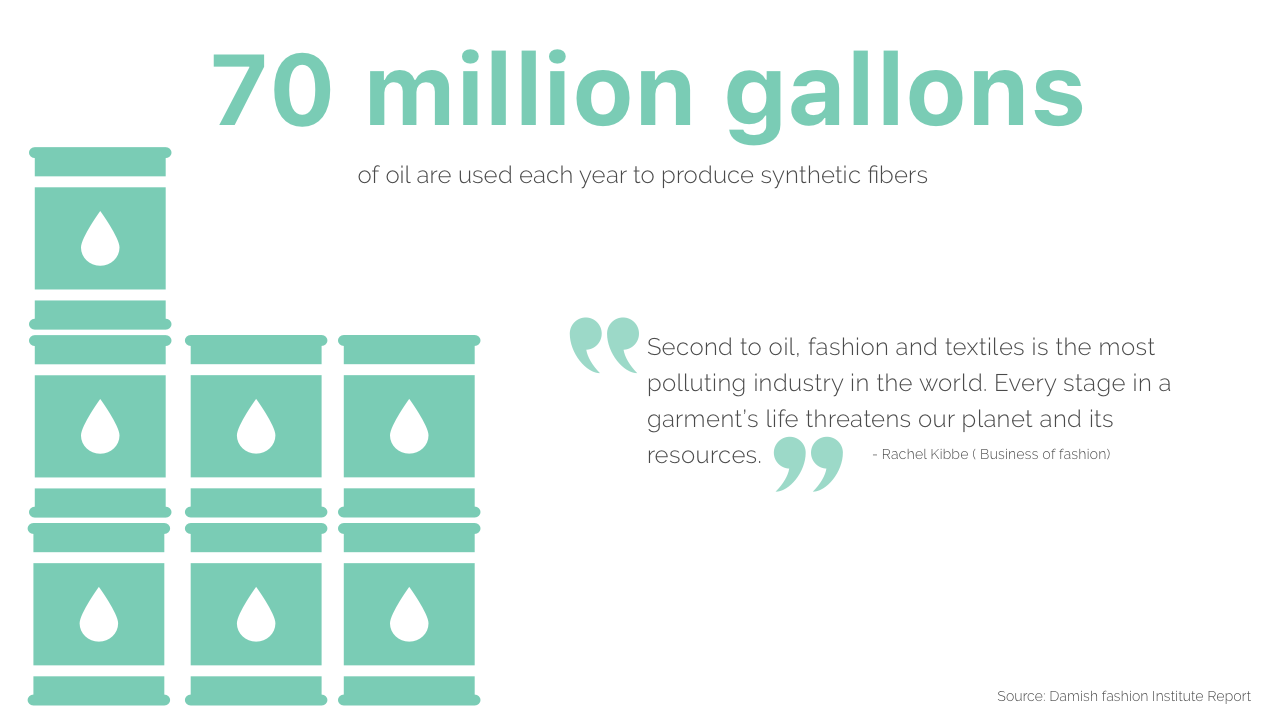 70 million gallons
of oil are used each year to produce synthetic fibers
Second to oil, fashion and textiles is the most
polluting industry in the world. Every stage in a
garment's life threatens our planet and its
resources.
- Rachel Kibbe ( Business of fashion)
Source: Damish fashion Institute Report